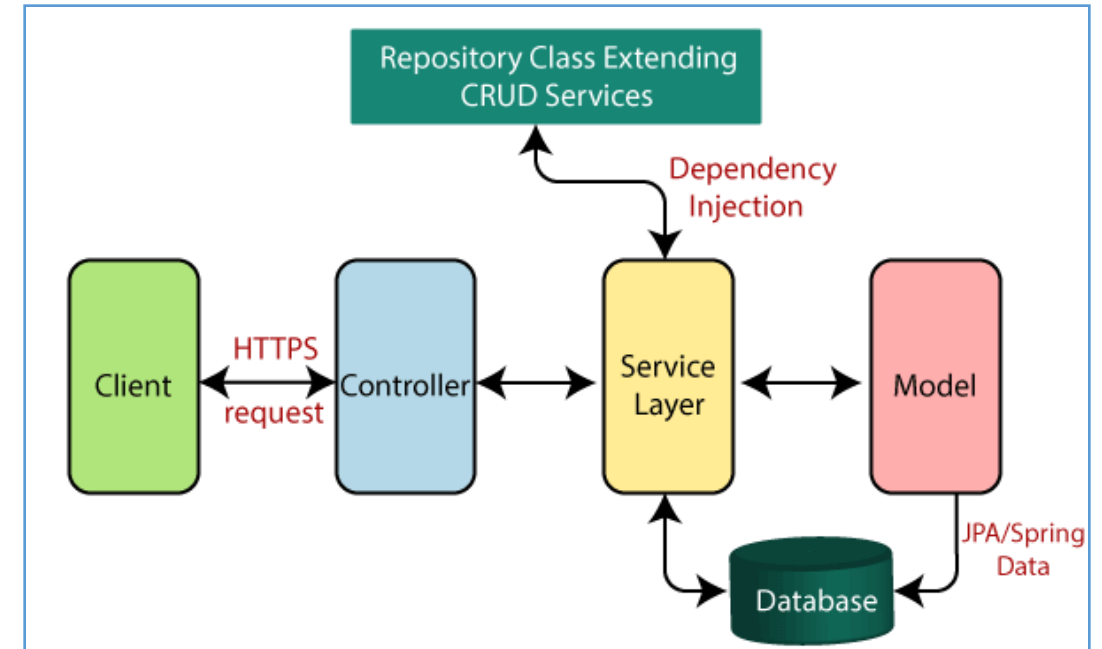 Repository Class Extending
CRUD Services
Dependency
Injection
HTTPS
request
Client
Controller
Service
Layer
Model
JPA/Spring
Data
Database